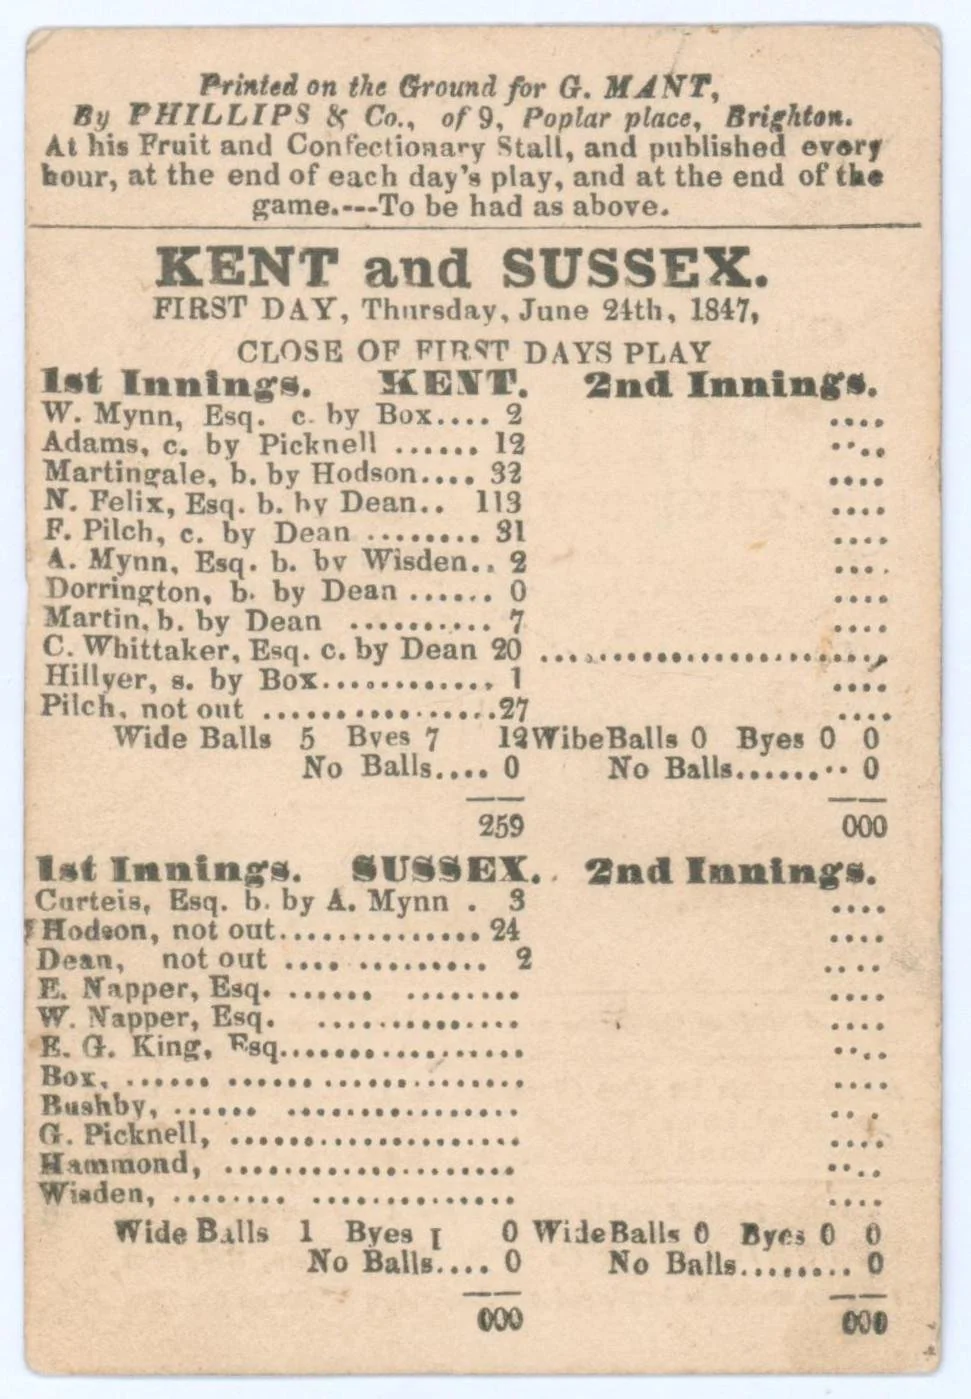 Printed on the Ground for G. MANT,
By PHILLIPS & Co., of 9, Poplar place, Brighton.
At his Fruit and Confectionary Stall, and published every
hour, at the end of each day's play, and at the end of the
game.---To be had as above.
KENT and SUSSEX.
FIRST DAY, Thursday, June 24th, 1847,
CLOSE OF FIRST DAYS PLAY
1st Innings. KENT. 2nd Innings.
W. Mynn, Esq. c. by Box.... 2 ....
Adams, c. by Picknell ...... 12 ....
Martingale, b. by Hodson.... 32 ....
N. Felix, Esq. b. by Dean.. 113 ....
F. Pilch, c. by Dean ........ 31 ....
A. Mynn, Esq. b. by Wisden.. 2 ....
Dorrington, b. by Dean ...... 0 ....
Martin, b. by Dean .......... 7 ....
C. Whittaker, Esq. c. by Dean 20 ........................
Hillyer, s. by Box............ 1 ....
Pilch, not out ................27 ....
Wide Balls 5 Byes 7 12 Wibe Balls 0 Byes 0 0
No Balls.... 0 No Balls........ 0
259 000
1st Innings. SUSSEX. 2nd Innings.
Curteis, Esq. b. by A. Mynn . 3 ....
Hodson, not out.............. 24 ....
Dean, not out .... ......... 2 ....
E. Napper, Esq. ...... ........ ....
W. Napper, Esq. .............. ....
E. G. King, Esq.................. ....
Box, ...... ...... .............. ....
Bushby, ...... ................ .. .
G. Picknell, .................... ....
Hammond, .................... ....
Wisden, ........ .............. ....
Wide Balls 1 Byes 1 0 Wide Balls 0 Byes 0 0
No Balls.... 0 No Balls......... 0
000 000